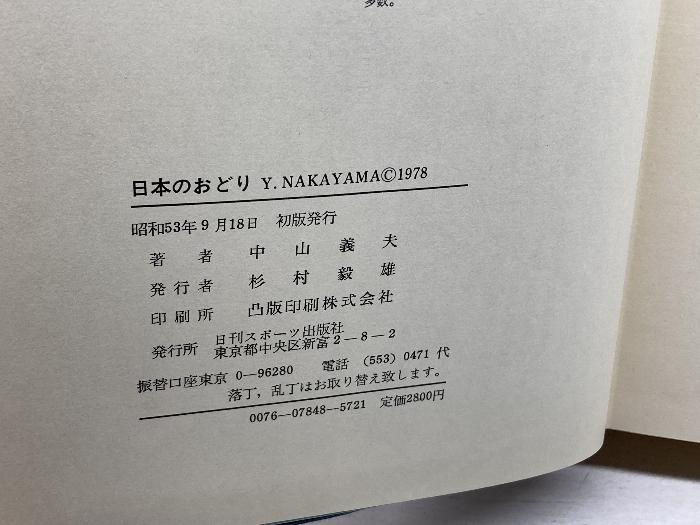 多数。
日本のおどり Y. NAKAYAMA©1978
昭和53年9月18日 初版発行
著者 中山義夫
発行者 杉村毅雄
印刷所 凸版印刷株式会社
発行所 日刊スポーツ出版社
東京都中央区新富2―8―2
振替口座東京 0―96280 電話 (553) 0471 代
落丁，乱丁はお取り替え致します。
0076―07848―5721 定価2800円